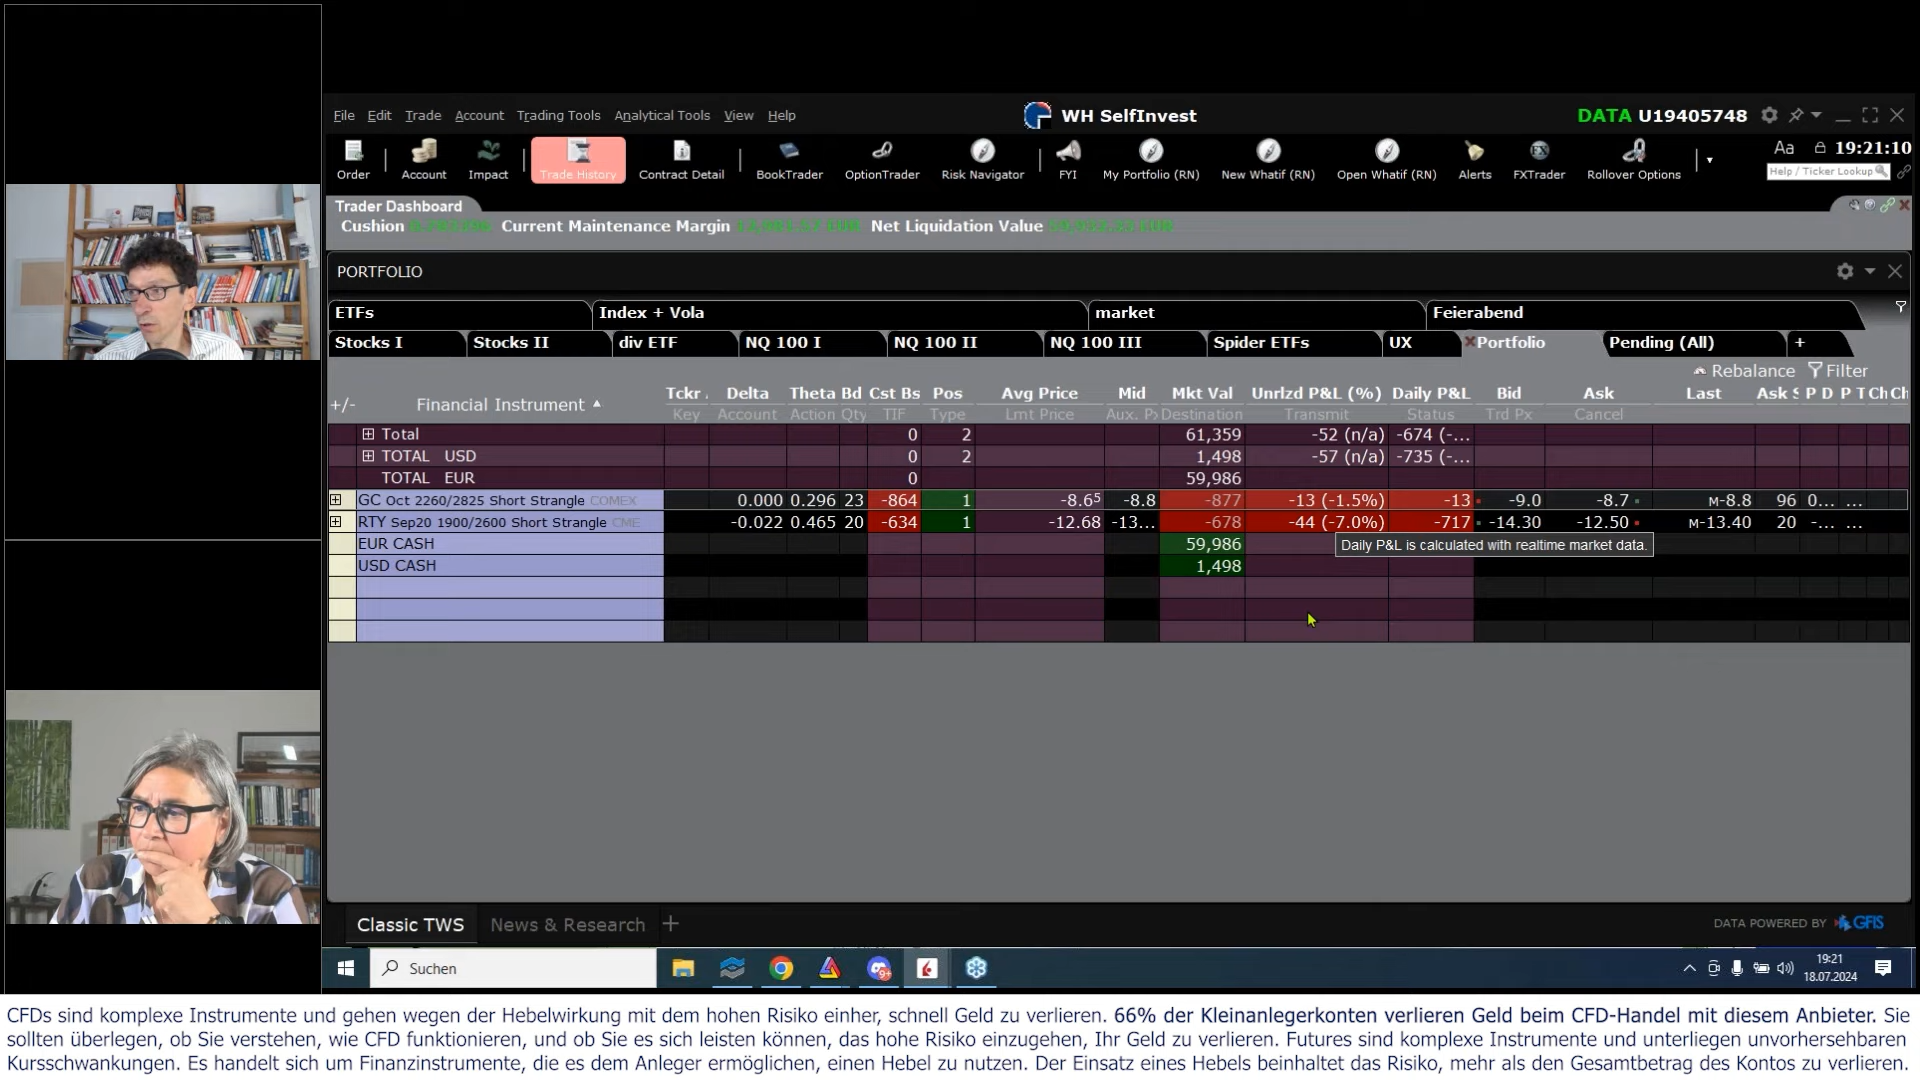 File Edit Trade Account Trading Tools Analytical Tools View Help
WH SelfInvest
DATA U19405748
Order Account Impact Trade History Contract Detail BookTrader OptionTrader Risk Navigator FYI My Portfolio (RN) New Whatif (RN) Open Whatif (RN) Alerts FXTrader Rollover Options
Aa 19:21:10
Help / Ticker Lookup
Trader Dashboard
Cushion Current Maintenance Margin Net Liquidation Value
PORTFOLIO
ETFs Index + Vola market Feierabend
Stocks I Stocks II div ETF NQ 100 I NQ 100 II NQ 100 III Spider ETFs UX Portfolio Pending (All) +
Rebalance Filter
+/- Financial Instrument Tckr Delta Theta Bd Cst Bs Pos Avg Price Mid Mkt Val Unrlzd P&L (%) Daily P&L Bid Ask Last Ask S P D P T Ch Ch
Key Account Action Qty TIF Type Lmt Price Aux. P Destination Transmit Status Trd Px Cancel
Total 0 2 61,359 -52 (n/a) -674 (-...
TOTAL USD 0 2 1,498 -57 (n/a) -735 (-...
TOTAL EUR 0 59,986
GC Oct 2260/2825 Short Strangle COMEX 0.000 0.296 23 -864 1 -8.6⁵ -8.8 -877 -13 (-1.5%) -13 -9.0 -8.7 M-8.8 96 0... ...
RTY Sep20 1900/2600 Short Strangle CME -0.022 0.465 20 -634 1 -12.68 -13... -678 -44 (-7.0%) -717 -14.30 -12.50 M-13.40 20 -... ...
EUR CASH 59,986
Daily P&L is calculated with realtime market data.
USD CASH 1,498
Classic TWS News & Research +
DATA POWERED BY GFIS
Suchen
9+
19:21
18.07.2024
CFDs sind komplexe Instrumente und gehen wegen der Hebelwirkung mit dem hohen Risiko einher, schnell Geld zu verlieren. 66% der Kleinanlegerkonten verlieren Geld beim CFD-Handel mit diesem Anbieter. Sie
sollten überlegen, ob Sie verstehen, wie CFD funktionieren, und ob Sie es sich leisten können, das hohe Risiko einzugehen, Ihr Geld zu verlieren. Futures sind komplexe Instrumente und unterliegen unvorhersehbaren
Kursschwankungen. Es handelt sich um Finanzinstrumente, die es dem Anleger ermöglichen, einen Hebel zu nutzen. Der Einsatz eines Hebels beinhaltet das Risiko, mehr als den Gesamtbetrag des Kontos zu verlieren.